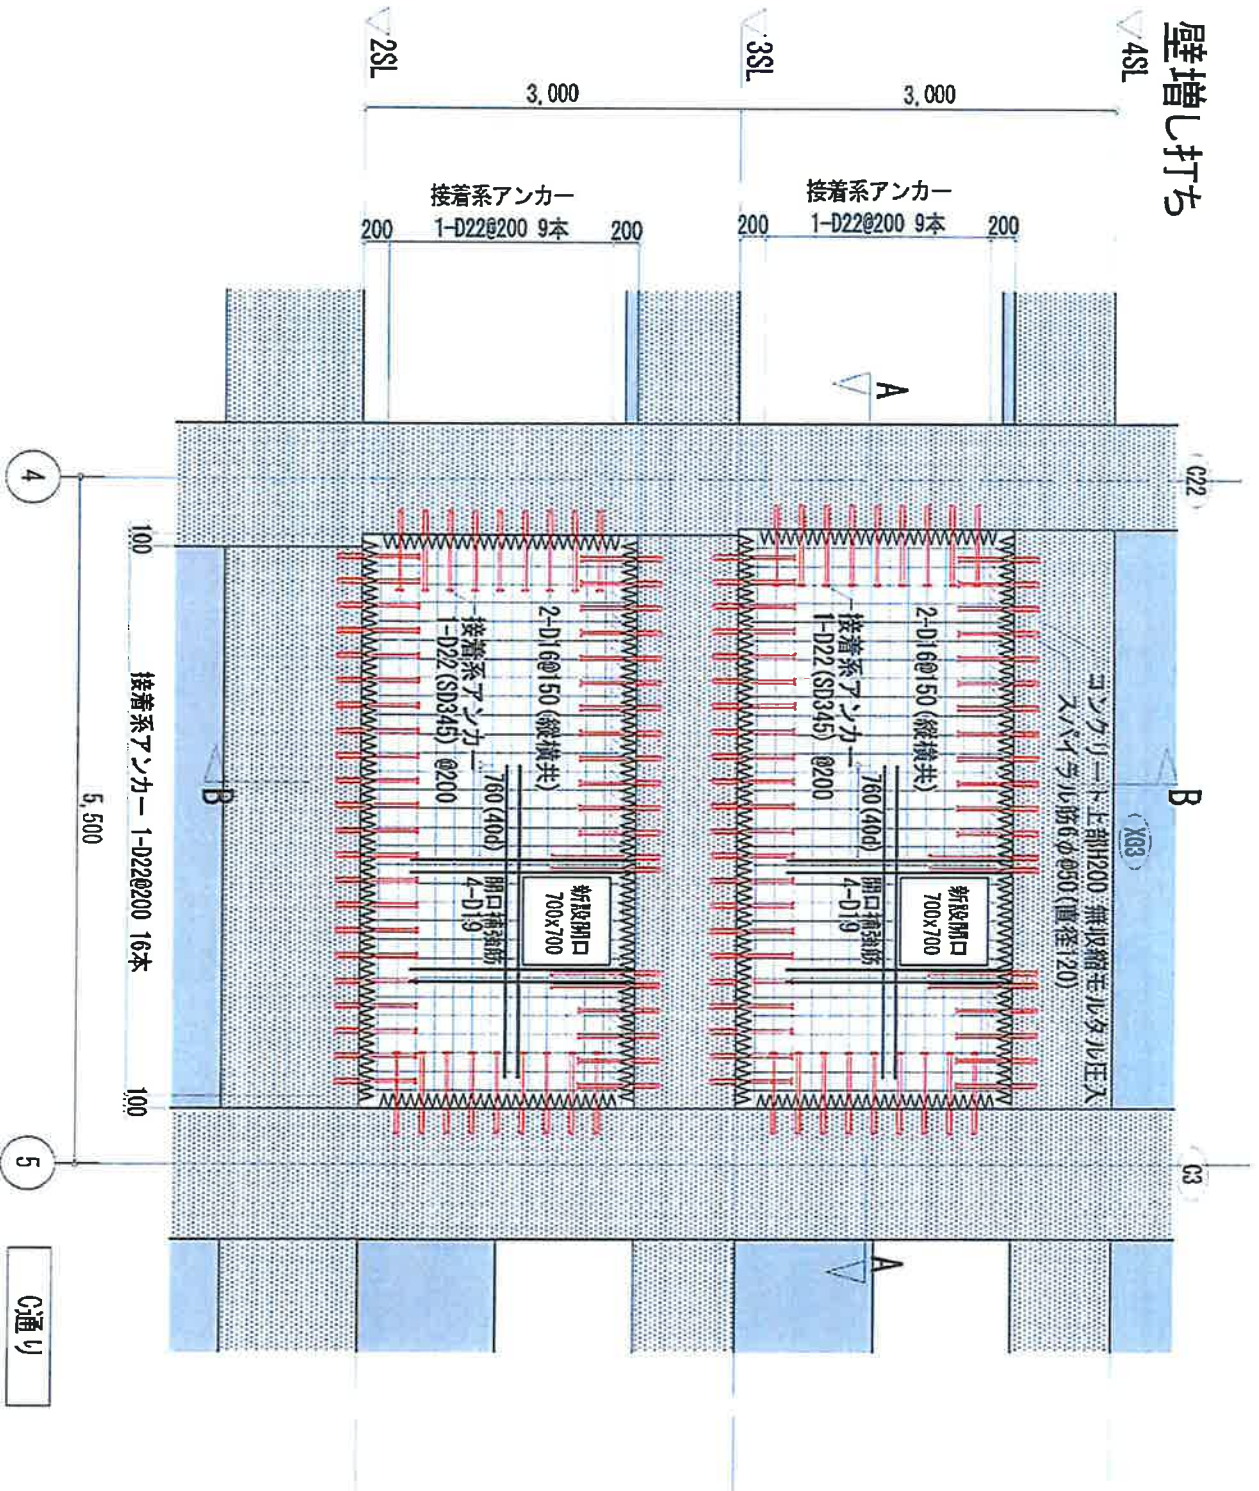 壁増し打ち
4SL
3SL
2SL
3,000
3,000
接着系アンカー
1-D22@200 9本
200
200
接着系アンカー
1-D22@200 9本
200
200
A
A
B
B
C22
C3
XG3
コンクリート上部H200 無収縮モルタル圧入
スパイラル筋6φ@50(直径120)
2-D16@150(縦横共)
接着系アンカー
1-D22(SD345) @200
760(40d)
開口補強筋
4-D19
新設開口
700x700
2-D16@150(縦横共)
接着系アンカー
1-D22(SD345) @200
760(40d)
開口補強筋
4-D19
新設開口
700x700
100
接着系アンカー 1-D22@200 16本
100
5,500
4
5
C通り